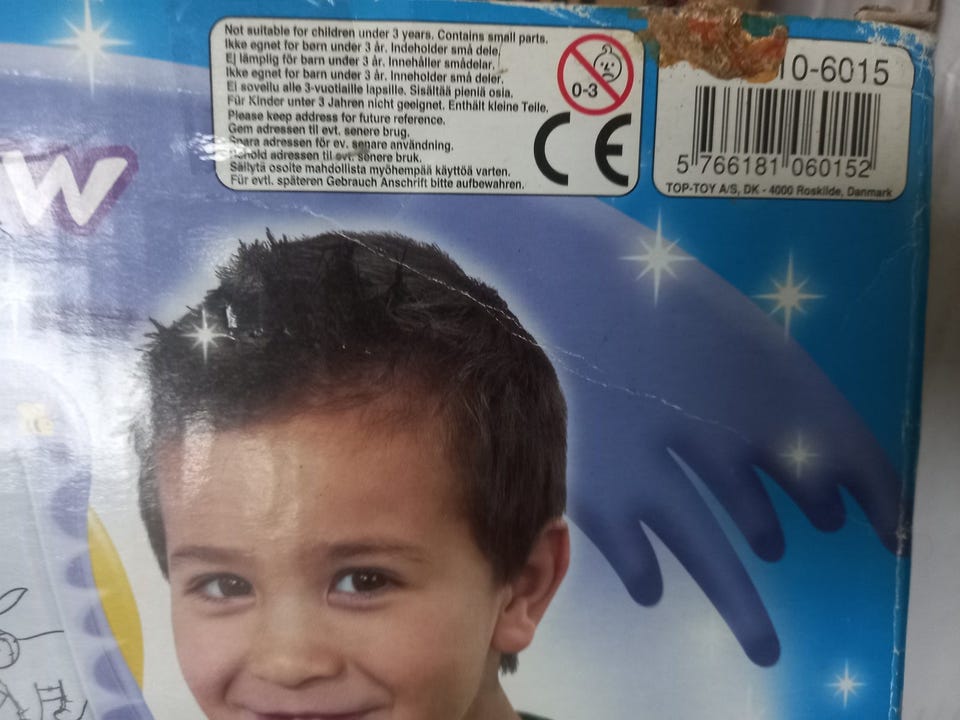 Not suitable for children under 3 years. Contains small parts.
Ikke egnet for børn under 3 år. Indeholder små dele.
Ej lämplig för barn under 3 år. Innehåller smådelar.
Ikke egnet for barn under 3 år. Inneholder små deler.
Ei sovellu alle 3-vuotiaille lapsille. Sisältää pieniä osia.
Für Kinder unter 3 Jahren nicht geeignet. Enthält kleine Teile.
Please keep address for future reference.
Gem adressen til evt. senere brug.
Spara adressen för ev. senare användning.
adressen til evt. senere bruk.
Säilytä osoite mahdollista myöhempää käyttöä varten.
Für evtl. späteren Gebrauch Anschrift bitte aufbewahren.
0-3
CE
10-6015
5 766181 060152
TOP-TOY A/S, DK - 4000 Roskilde, Danmark
W